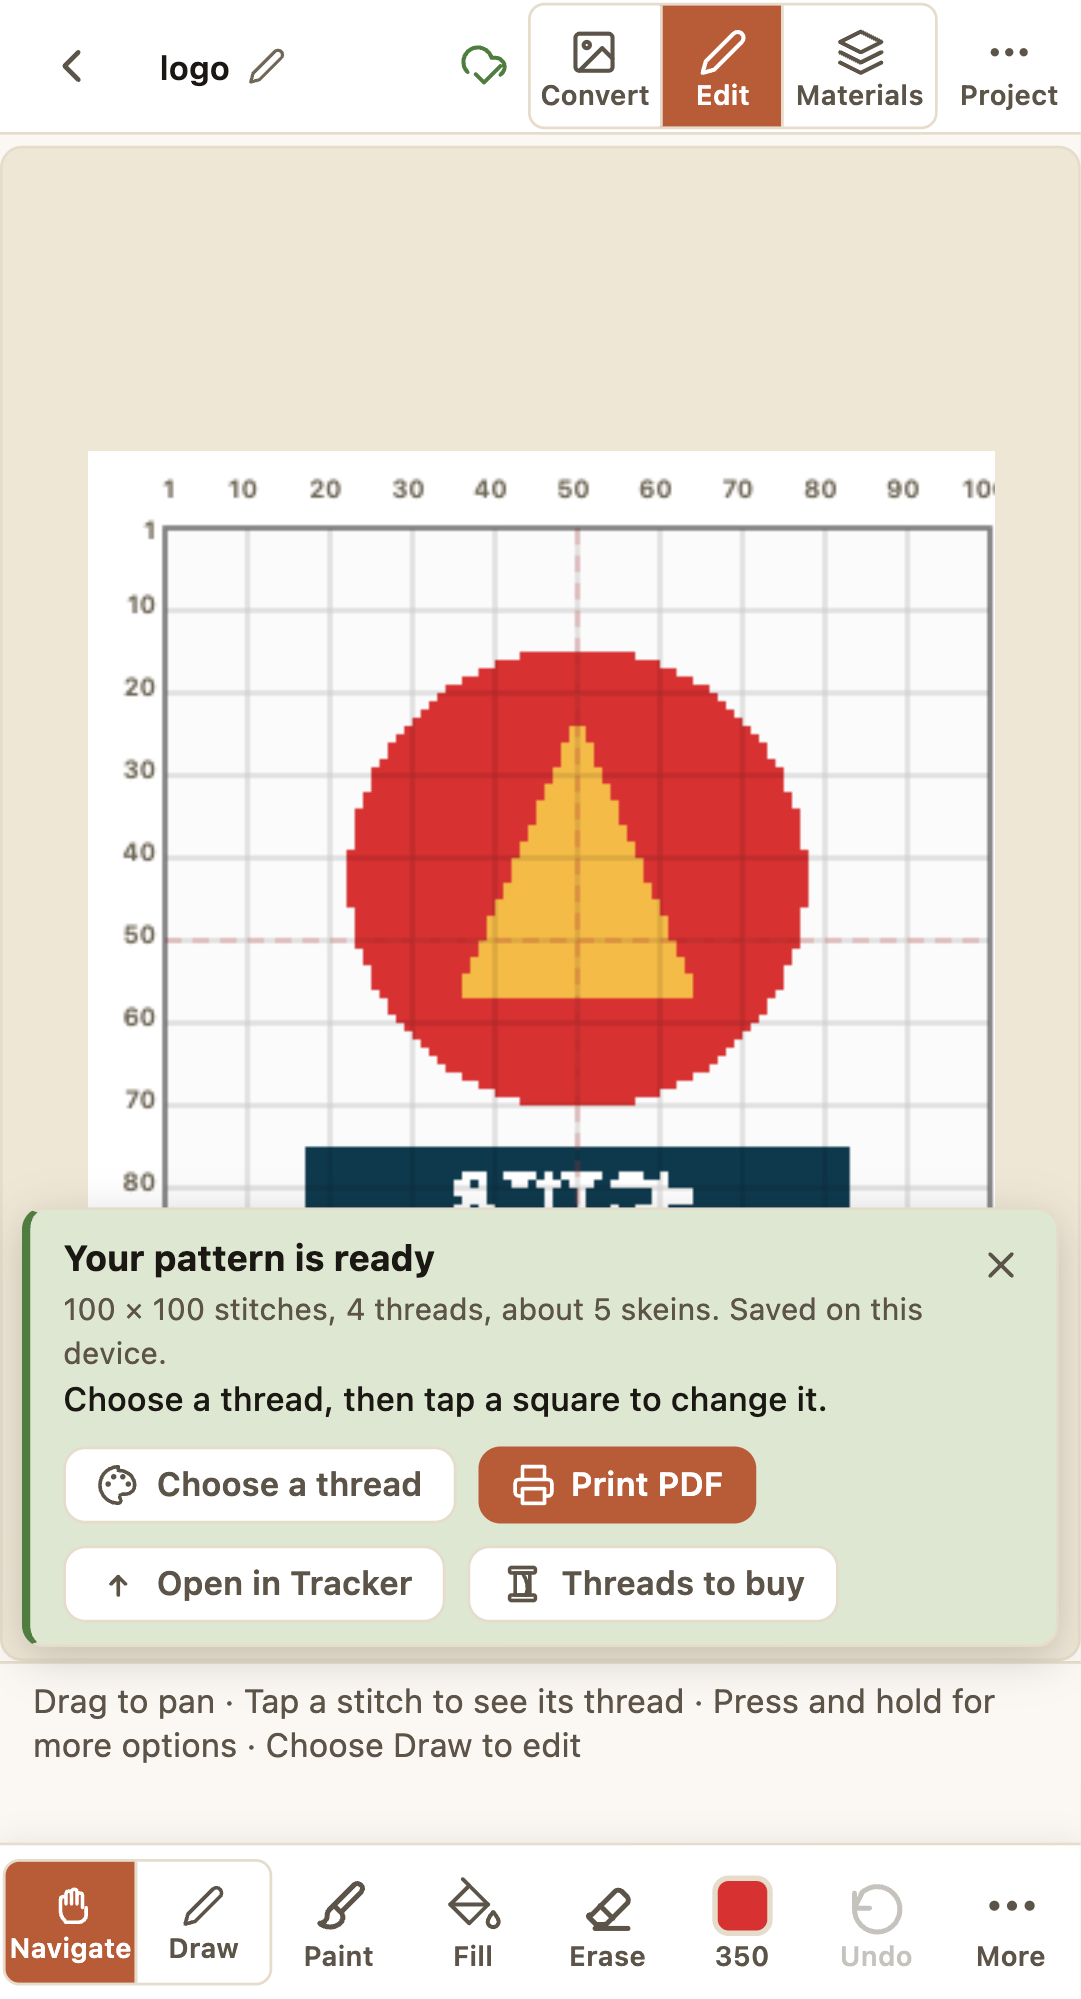 logo
Convert
Edit
Materials
Project
1 10 20 30 40 50 60 70 80 90
1
10
20
30
40
50
60
70
80
Your pattern is ready
100 × 100 stitches, 4 threads, about 5 skeins. Saved on this
device.
Choose a thread, then tap a square to change it.
Choose a thread
Print PDF
Open in Tracker
Threads to buy
Drag to pan · Tap a stitch to see its thread · Press and hold for
more options · Choose Draw to edit
Navigate
Draw
Paint
Fill
Erase
350
Undo
More